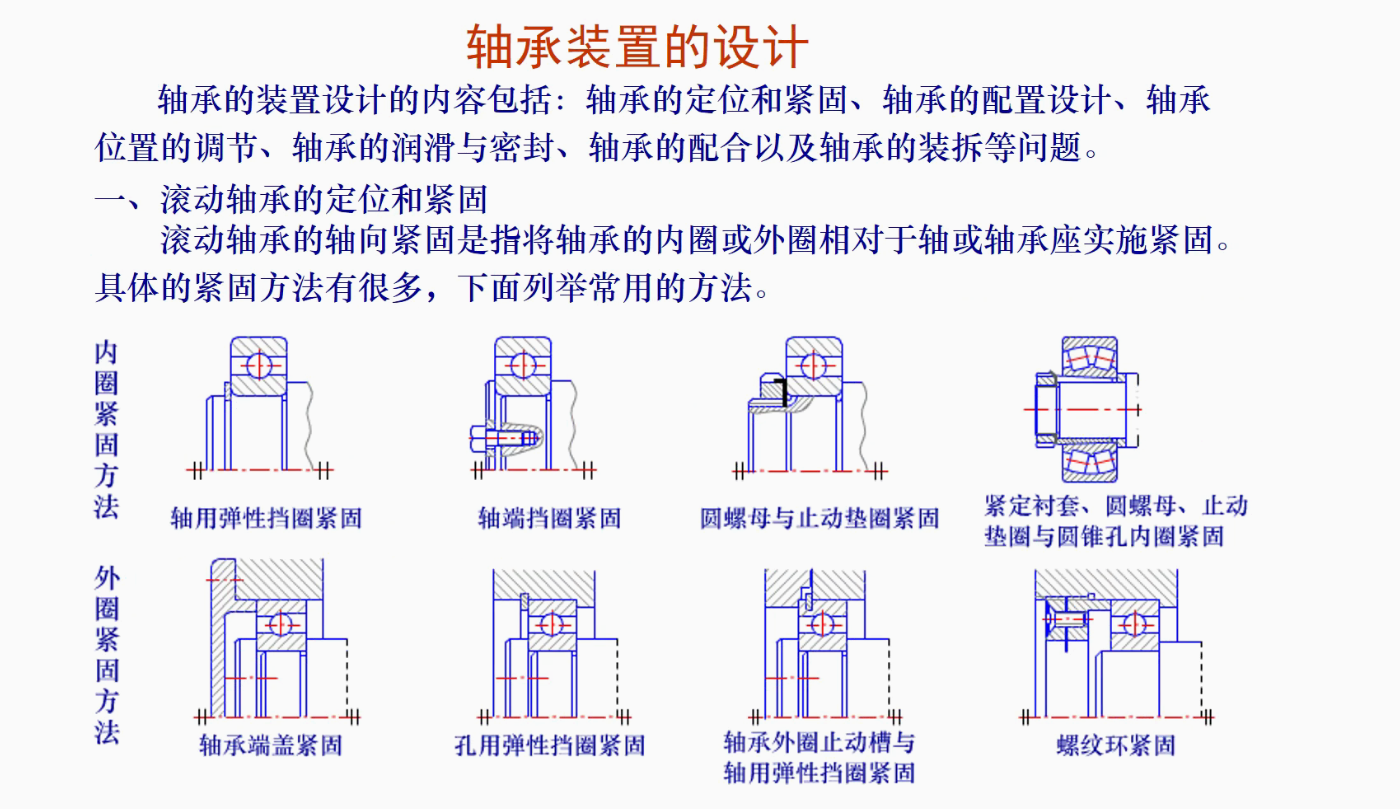 轴承装置的设计
轴承的装置设计的内容包括：轴承的定位和紧固、轴承的配置设计、轴承
位置的调节、轴承的润滑与密封、轴承的配合以及轴承的装拆等问题。
一、滚动轴承的定位和紧固
滚动轴承的轴向紧固是指将轴承的内圈或外圈相对于轴或轴承座实施紧固。
具体的紧固方法有很多，下面列举常用的方法。
内圈紧固方法
轴用弹性挡圈紧固
轴端挡圈紧固
圆螺母与止动垫圈紧固
紧定衬套、圆螺母、止动
垫圈与圆锥孔内圈紧固
外圈紧固方法
轴承端盖紧固
孔用弹性挡圈紧固
轴承外圈止动槽与
轴用弹性挡圈紧固
螺纹环紧固